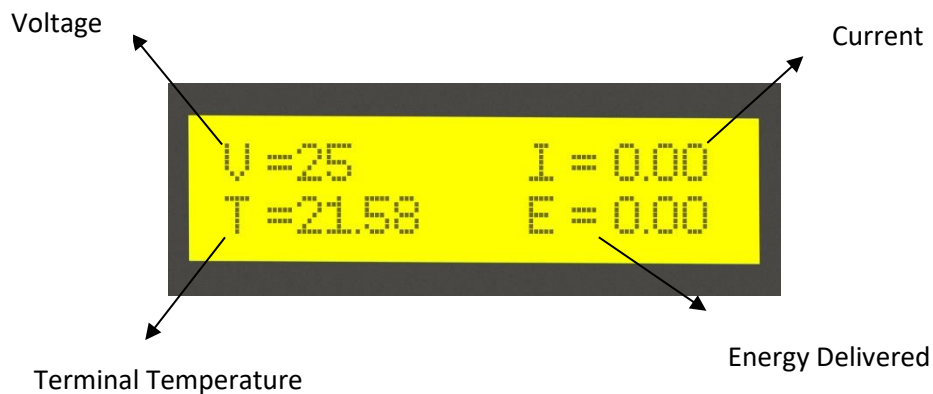 Voltage
Current
V =25 I = 0.00
T =21.58 E = 0.00
Energy Delivered
Terminal Temperature